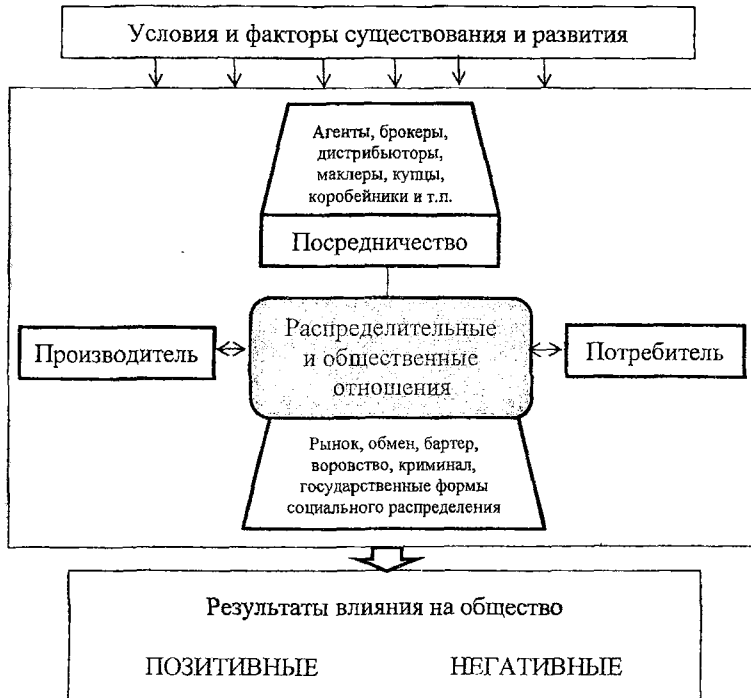 Условия и факторы существования и развития
Агенты, брокеры,
дистрибьюторы,
маклеры, купцы,
коробейники и т.п.
Посредничество
Производитель
Распределительные
и общественные
отношения
Потребитель
Рынок, обмен, бартер,
воровство, криминал,
государственные формы
социального распределения
Результаты влияния на общество
ПОЗИТИВНЫЕ НЕГАТИВНЫЕ